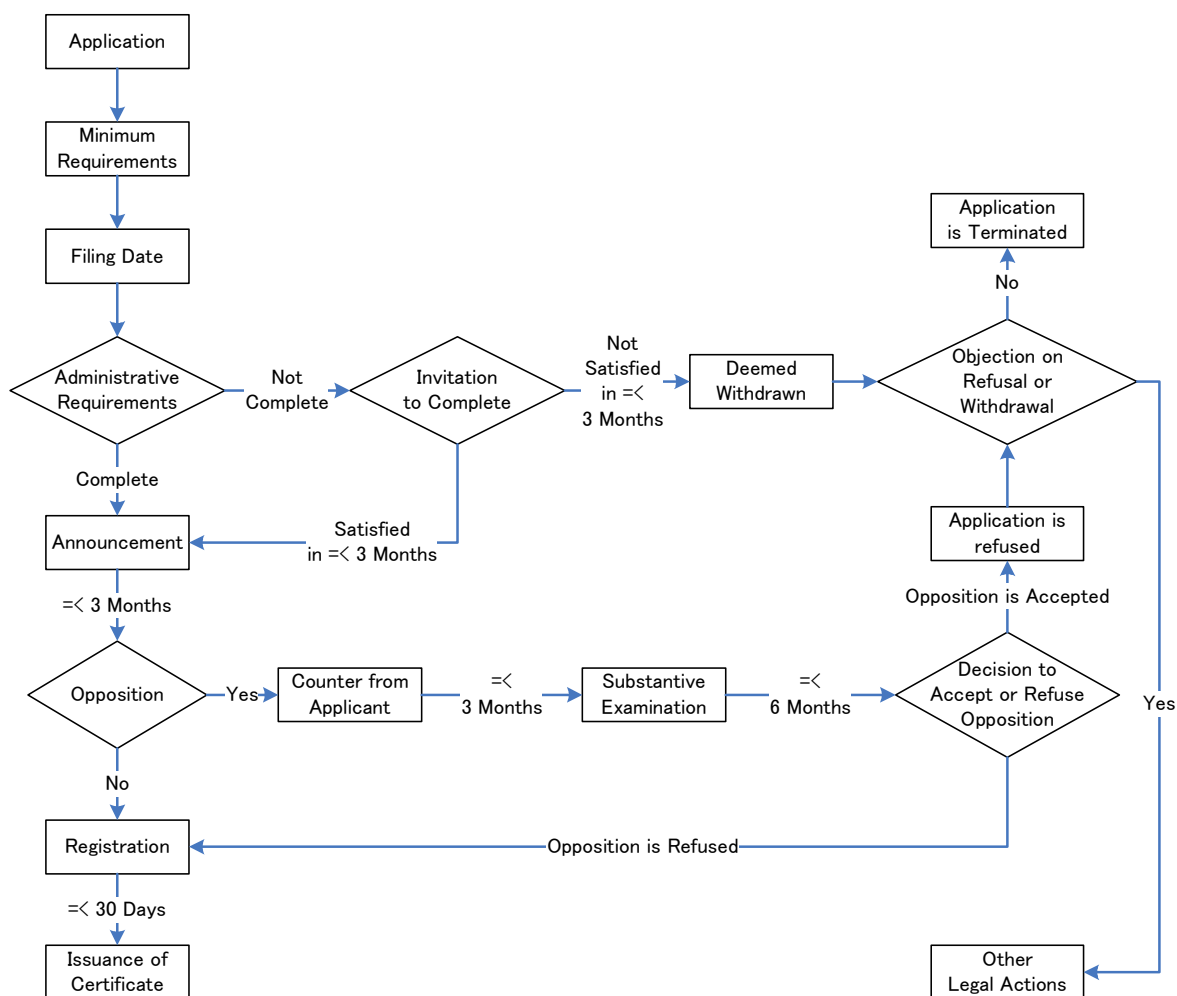 Application
Minimum
Requirements
Filing Date
Application
is Terminated
No
Administrative
Requirements
Not
Complete
Invitation
to Complete
Not
Satisfied
in =<
3 Months
Deemed
Withdrawn
Objection on
Refusal or
Withdrawal
Complete
Announcement
Satisfied
in =< 3 Months
Application is
refused
=< 3 Months
Opposition is Accepted
Opposition
Yes
Counter from
Applicant
=<
3 Months
Substantive
Examination
=<
6 Months
Decision to
Accept or Refuse
Opposition
Yes
No
Registration
Opposition is Refused
=< 30 Days
Issuance of
Certificate
Other
Legal Actions